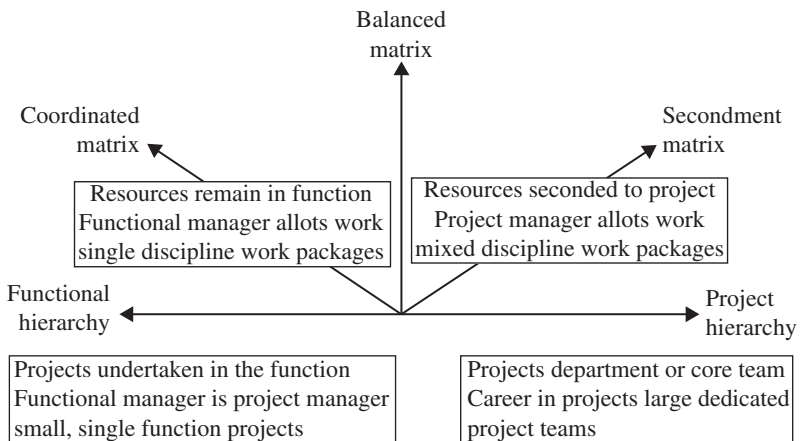 Balanced
matrix
Coordinated
matrix
Secondment
matrix
Resources remain in function
Functional manager allots work
single discipline work packages
Resources seconded to project
Project manager allots work
mixed discipline work packages
Functional
hierarchy
Project
hierarchy
Projects undertaken in the function
Functional manager is project manager
small, single function projects
Projects department or core team
Career in projects large dedicated
project teams